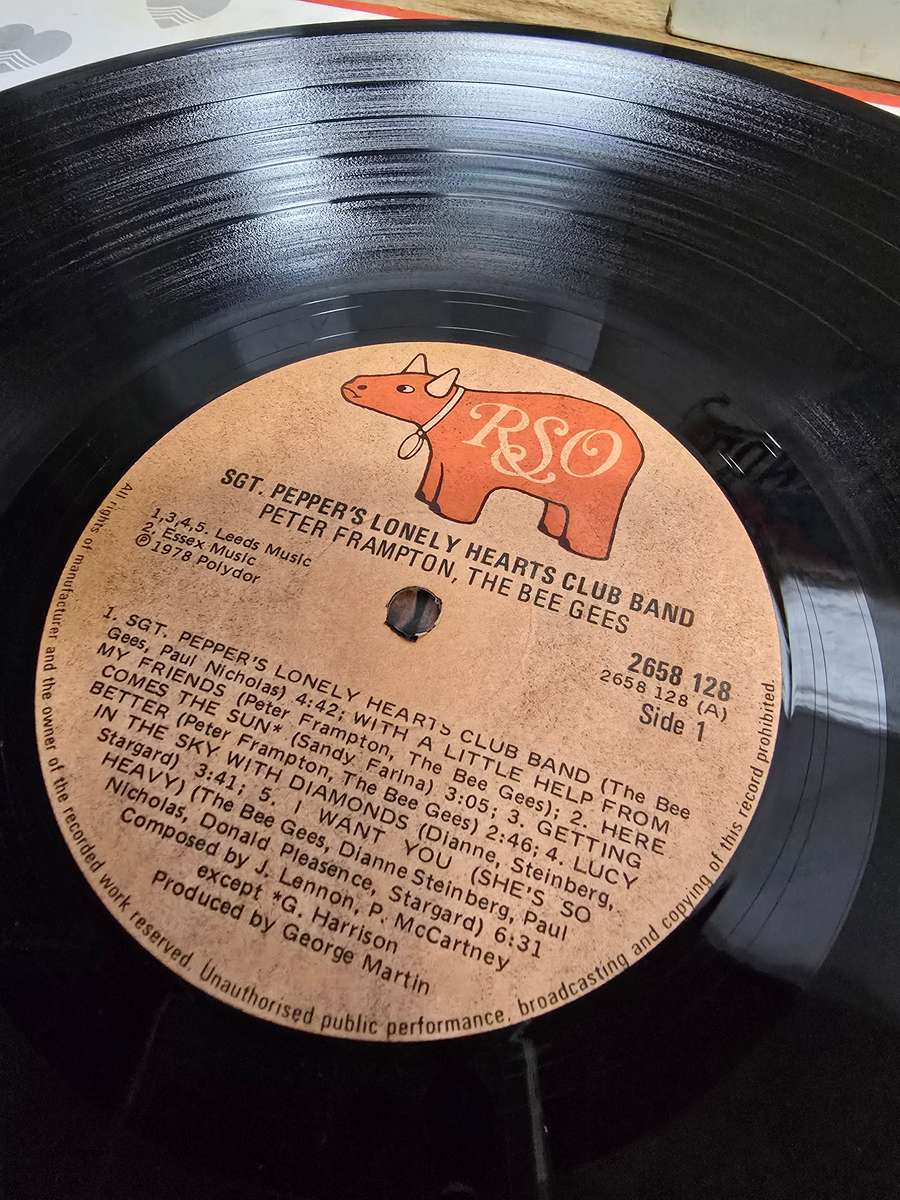 RSO
SGT. PEPPER'S LONELY HEARTS CLUB BAND
PETER FRAMPTON, THE BEE GEES
1,3,4,5. Leeds Music
2. Essex Music
℗ 1978 Polydor
2658 128
2658 128 (A)
Side 1
1. SGT. PEPPER'S LONELY HEARTS CLUB BAND (The Bee
Gees, Paul Nicholas) 4:42; WITH A LITTLE HELP FROM
MY FRIENDS (Peter Frampton, The Bee Gees); 2. HERE
COMES THE SUN* (Sandy Farina) 3:05; 3. GETTING
BETTER (Peter Frampton, The Bee Gees) 2:46; 4. LUCY
IN THE SKY WITH DIAMONDS (Dianne, Steinberg,
Stargard) 3:41; 5. I WANT YOU (SHE'S SO
HEAVY) (The Bee Gees, Dianne Steinberg, Paul
Nicholas, Donald Pleasence, Stargard) 6:31
Composed by J. Lennon, P. McCartney
except *G. Harrison
Produced by George Martin
All rights of manufacturer and the owner of the recorded work reserved. Unauthorised public performance, broadcasting and copying of this record prohibited.